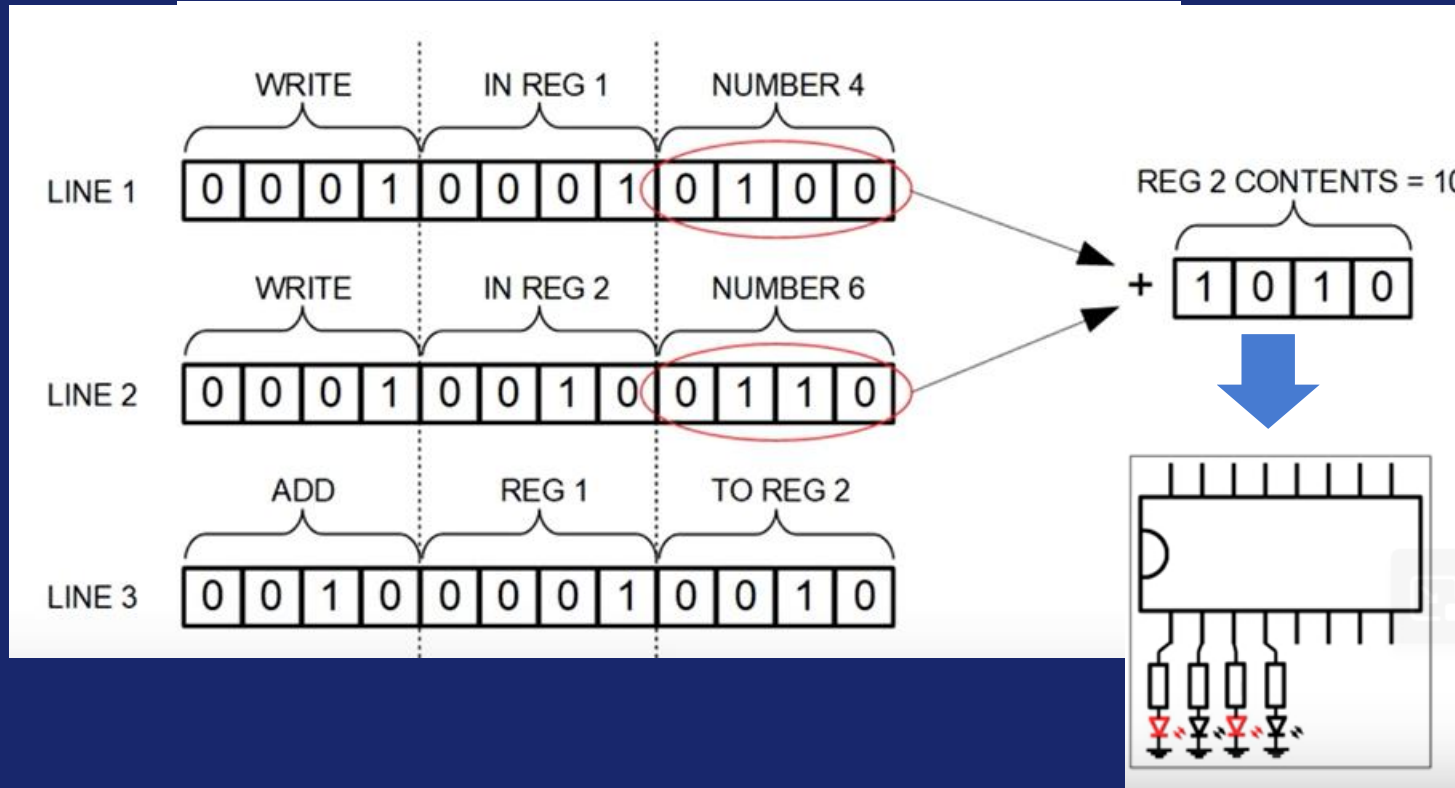 WRITE IN REG 1 NUMBER 4
LINE 1 0 0 0 1 0 0 0 1 0 1 0 0
REG 2 CONTENTS = 10
WRITE IN REG 2 NUMBER 6
+ 1 0 1 0
LINE 2 0 0 0 1 0 0 1 0 0 1 1 0
ADD REG 1 TO REG 2
LINE 3 0 0 1 0 0 0 0 1 0 0 1 0